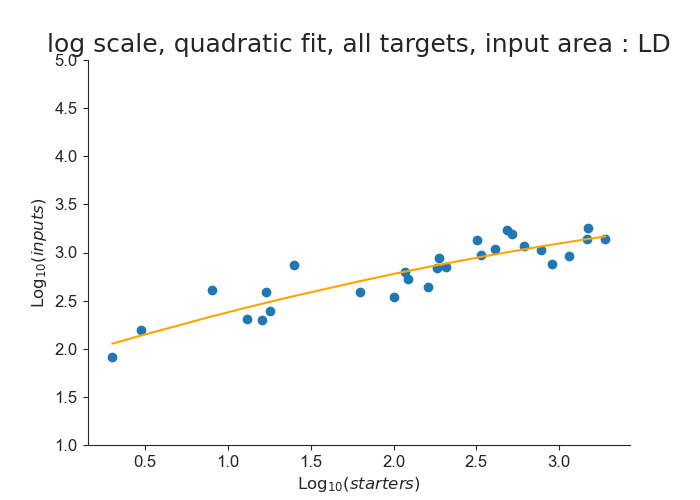 log scale, quadratic fit, all targets, input area : LD
5.0
4.5
4.0
3.5
3.0
2.5
2.0
1.5
1.0
Log₁₀(inputs)
0.5 1.0 1.5 2.0 2.5 3.0
Log₁₀(starters)